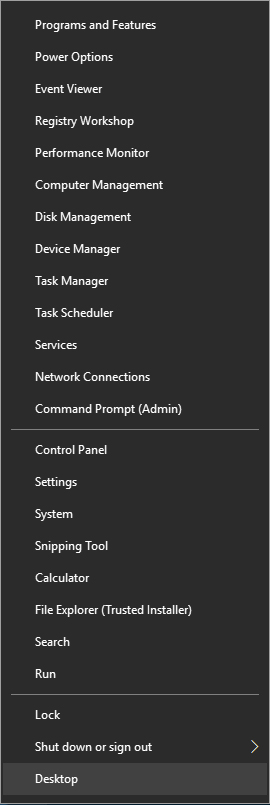 Programs and Features
Power Options
Event Viewer
Registry Workshop
Performance Monitor
Computer Management
Disk Management
Device Manager
Task Manager
Task Scheduler
Services
Network Connections
Command Prompt (Admin)
Control Panel
Settings
System
Snipping Tool
Calculator
File Explorer (Trusted Installer)
Search
Run
Lock
Shut down or sign out
Desktop